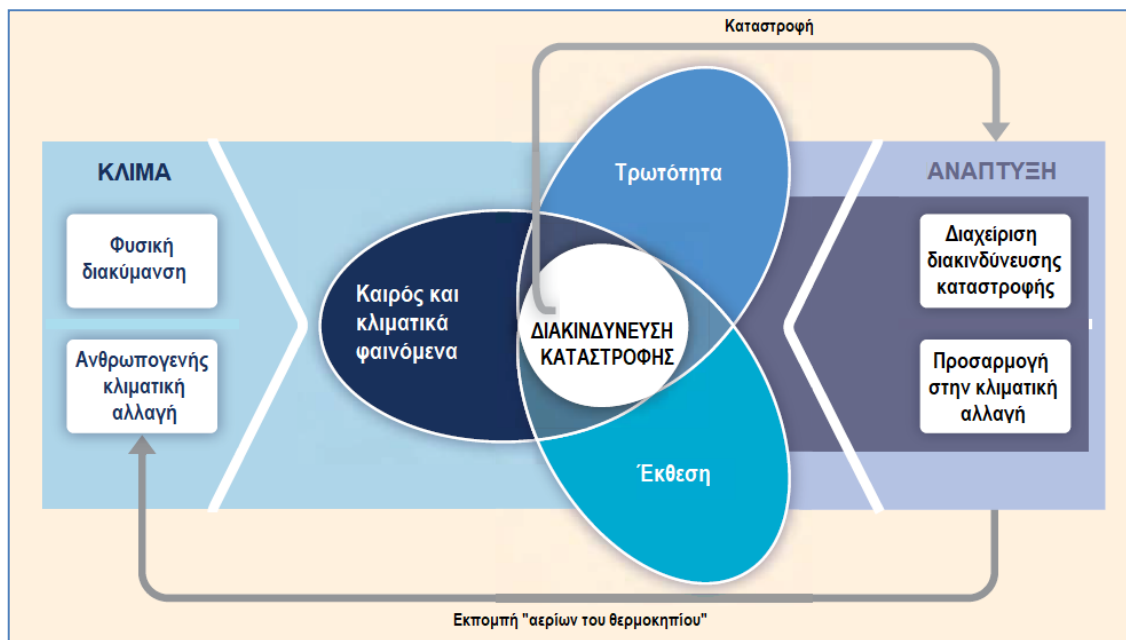 Καταστροφή
ΚΛΙΜΑ
Φυσική
διακύμανση
Ανθρωπογενής
κλιματική
αλλαγή
Καιρός και
κλιματικά
φαινόμενα
Τρωτότητα
ΔΙΑΚΙΝΔΥΝΕΥΣΗ
ΚΑΤΑΣΤΡΟΦΗΣ
Έκθεση
ΑΝΑΠΤΥΞΗ
Διαχείριση
διακινδύνευσης
καταστροφής
Προσαρμογή
στην κλιματική
αλλαγή
Εκπομπή "αερίων του θερμοκηπίου"